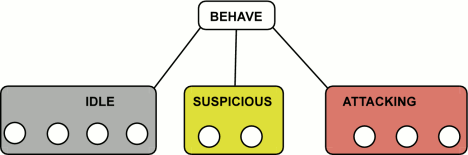 BEHAVE
IDLE
SUSPICIOUS
ATTACKING